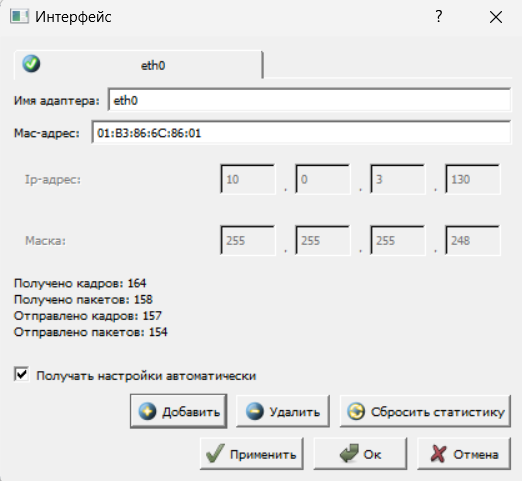 Интерфейс ? ×
eth0
Имя адаптера: eth0
Mac-адрес: 01:B3:86:6C:86:01
Ip-адрес: 10 . 0 . 3 . 130
Маска: 255 . 255 . 255 . 248
Получено кадров: 164
Получено пакетов: 158
Отправлено кадров: 157
Отправлено пакетов: 154
Получать настройки автоматически
Добавить Удалить Сбросить статистику
Применить Ок Отмена